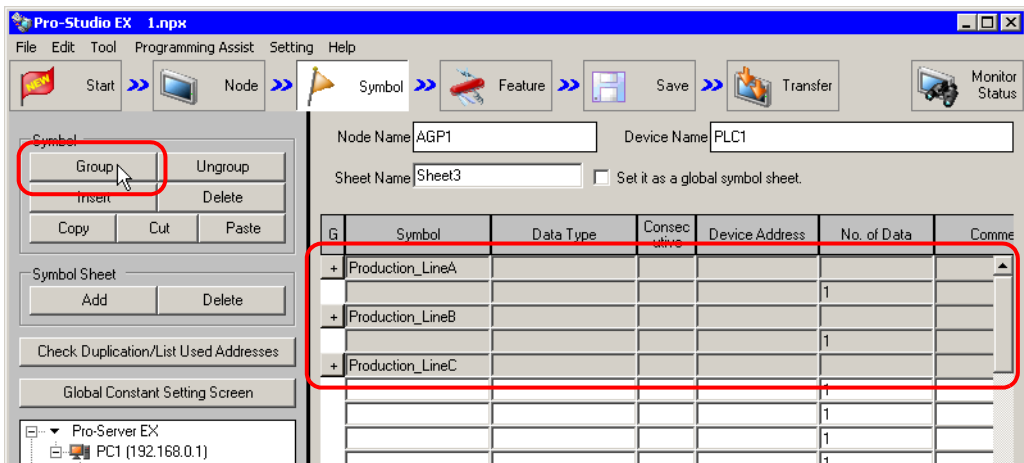 Pro-Studio EX 1.npx
File Edit Tool Programming Assist Setting Help
NEW Start Node Symbol Feature Save Transfer Monitor Status
Symbol
Group Ungroup
Insert Delete
Copy Cut Paste
Symbol Sheet
Add Delete
Check Duplication/List Used Addresses
Global Constant Setting Screen
Pro-Server EX
PC1 (192.168.0.1)
Node Name AGP1 Device Name PLC1
Sheet Name Sheet3 Set it as a global symbol sheet.
G Symbol Data Type Consecutive Device Address No. of Data Comme
+ Production_LineA
1
+ Production_LineB
1
+ Production_LineC
1
1
1
1